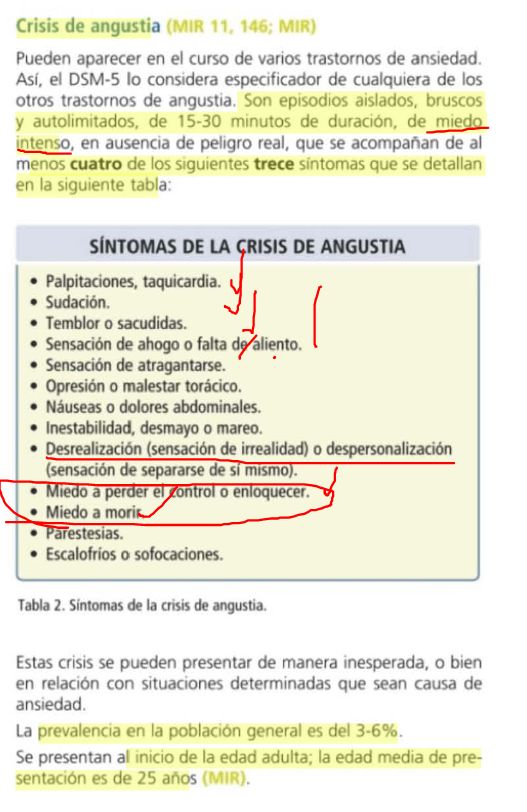 Crisis de angustia (MIR 11, 146; MIR)
Pueden aparecer en el curso de varios trastornos de ansiedad.
Así, el DSM-5 lo considera especificador de cualquiera de los
otros trastornos de angustia. Son episodios aislados, bruscos
y autolimitados, de 15-30 minutos de duración, de miedo
intenso, en ausencia de peligro real, que se acompañan de al
menos cuatro de los siguientes trece síntomas que se detallan
en la siguiente tabla:
SÍNTOMAS DE LA CRISIS DE ANGUSTIA
• Palpitaciones, taquicardia.
• Sudación.
• Temblor o sacudidas.
• Sensación de ahogo o falta de aliento.
• Sensación de atragantarse.
• Opresión o malestar torácico.
• Náuseas o dolores abdominales.
• Inestabilidad, desmayo o mareo.
• Desrealización (sensación de irrealidad) o despersonalización
(sensación de separarse de sí mismo).
• Miedo a perder el control o enloquecer.
• Miedo a morir.
• Parestesias.
• Escalofríos o sofocaciones.
Tabla 2. Síntomas de la crisis de angustia.
Estas crisis se pueden presentar de manera inesperada, o bien
en relación con situaciones determinadas que sean causa de
ansiedad.
La prevalencia en la población general es del 3-6%.
Se presentan al inicio de la edad adulta; la edad media de pre-
sentación es de 25 años (MIR).